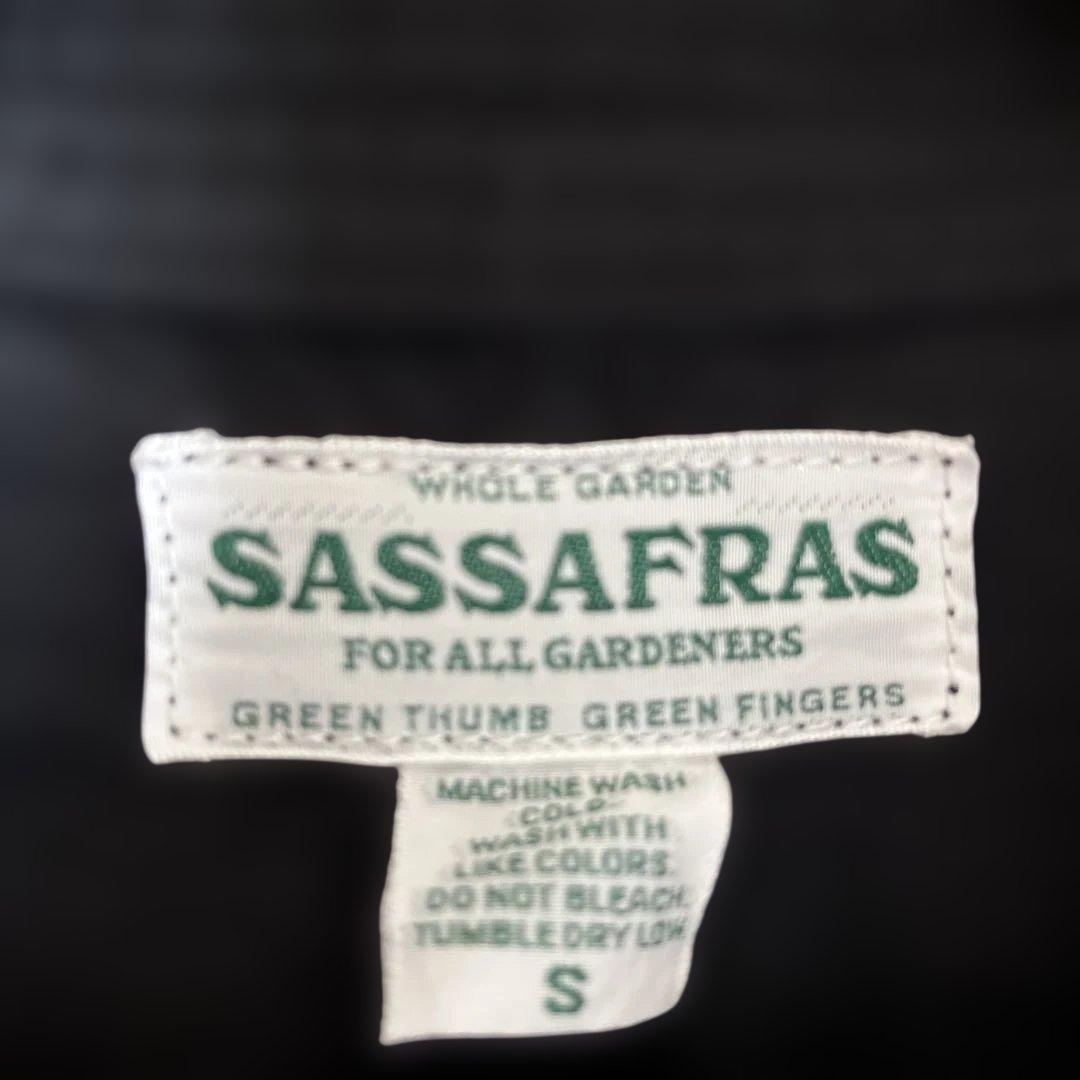 WHOLE GARDEN
SASSAFRAS
FOR ALL GARDENERS
GREEN THUMB GREEN FINGERS
MACHINE WASH
COLD
WASH WITH
LIKE COLORS
DO NOT BLEACH
TUMBLE DRY LOW
S